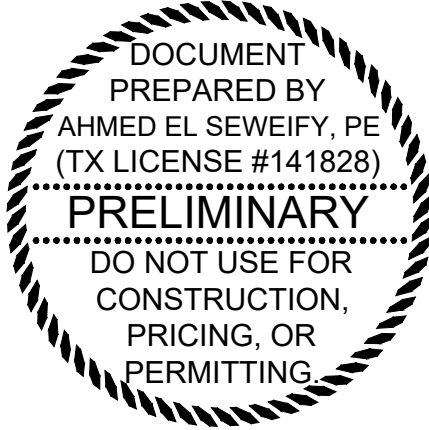 DOCUMENT
PREPARED BY
AHMED EL SEWEIFY, PE
(TX LICENSE #141828)
PRELIMINARY
DO NOT USE FOR
CONSTRUCTION,
PRICING, OR
PERMITTING.